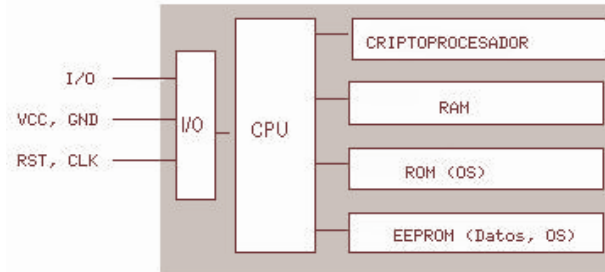 I/O
VCC, GND
RST, CLK
I/O
CPU
CRIPTOPROCESADOR
RAM
ROM (OS)
EEPROM (Datos, OS)